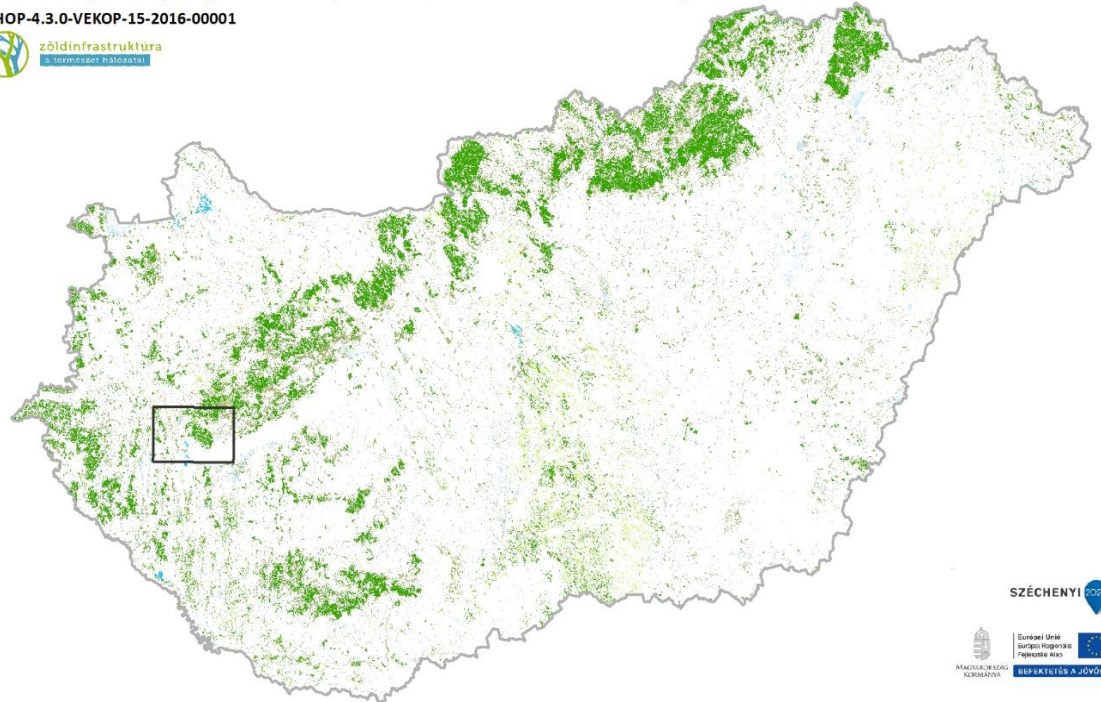 HOP-4.3.0-VEKOP-15-2016-00001
zöldinfrastruktúra
a természet hálózatai
SZÉCHENYI 202
MAGYARORSZÁG
KORMÁNYA
Európai Unió
Európai Regionális
Fejlesztési Alap
BEFEKTETÉS A JÖVŐ